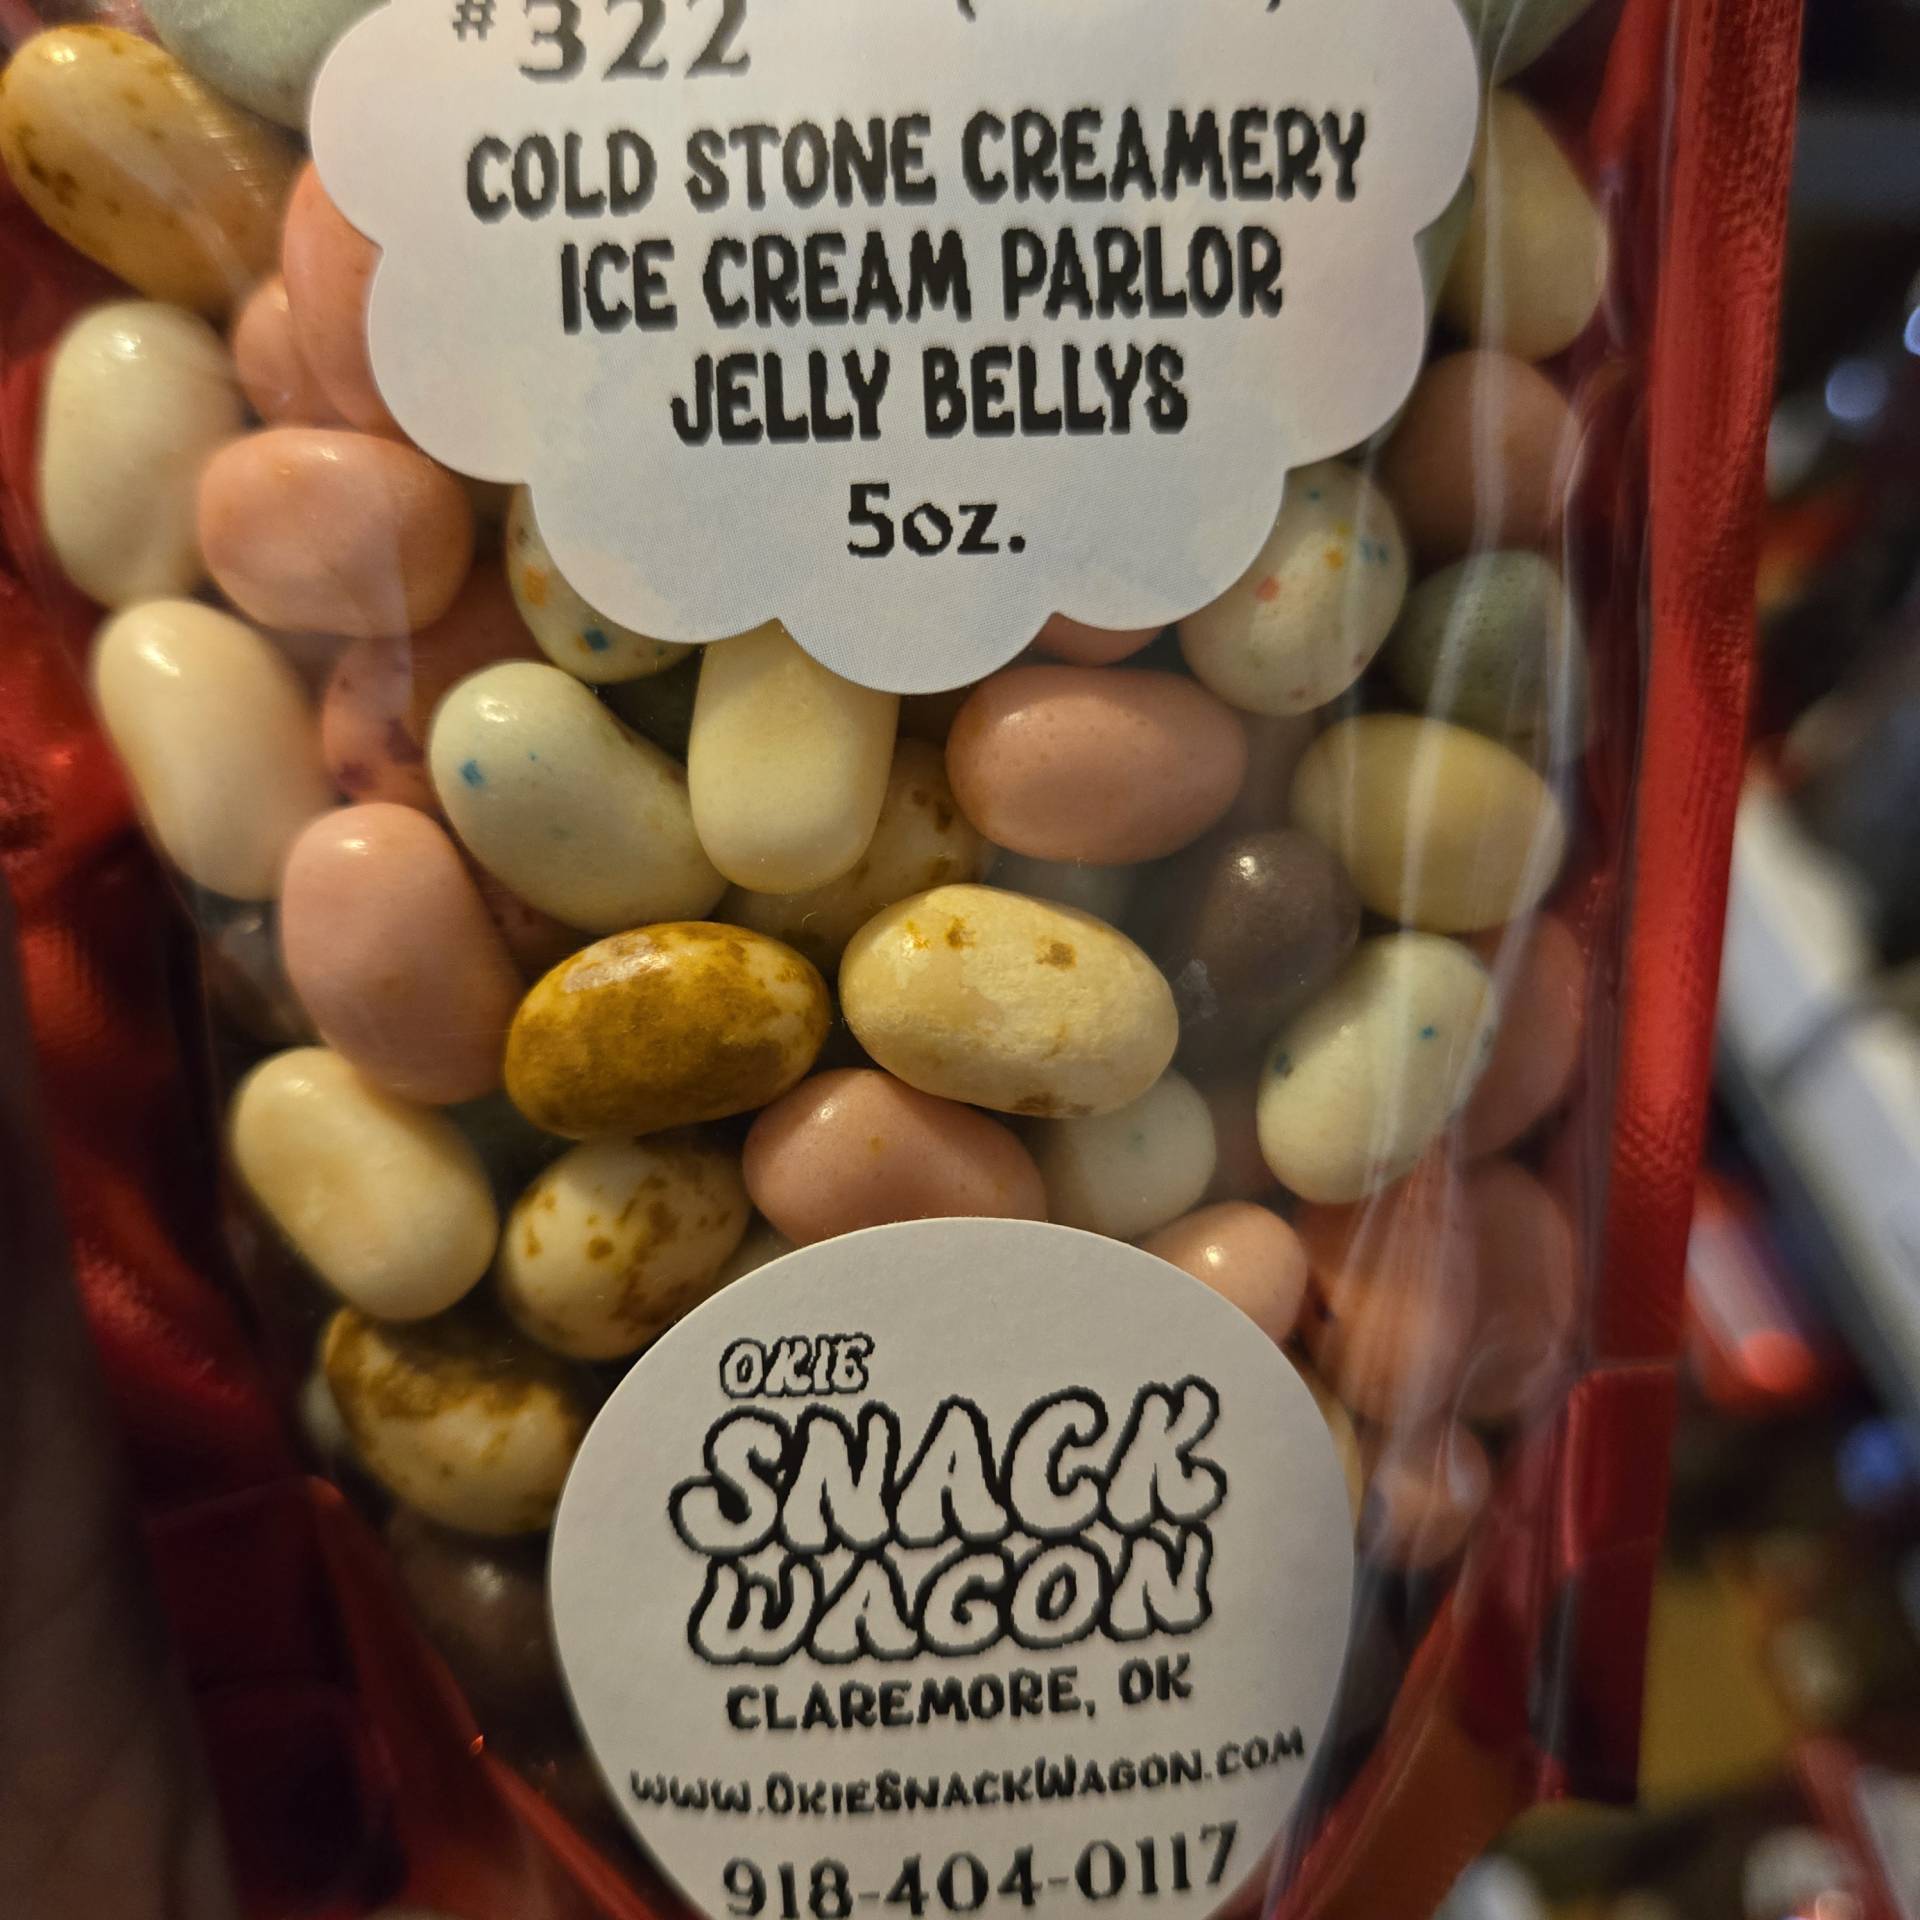 #322
COLD STONE CREAMERY
ICE CREAM PARLOR
JELLY BELLYS
5oz.
OKIE
SNACK
WAGON
CLAREMORE, OK
WWW.OKIESNACKWAGON.COM
918-404-0117